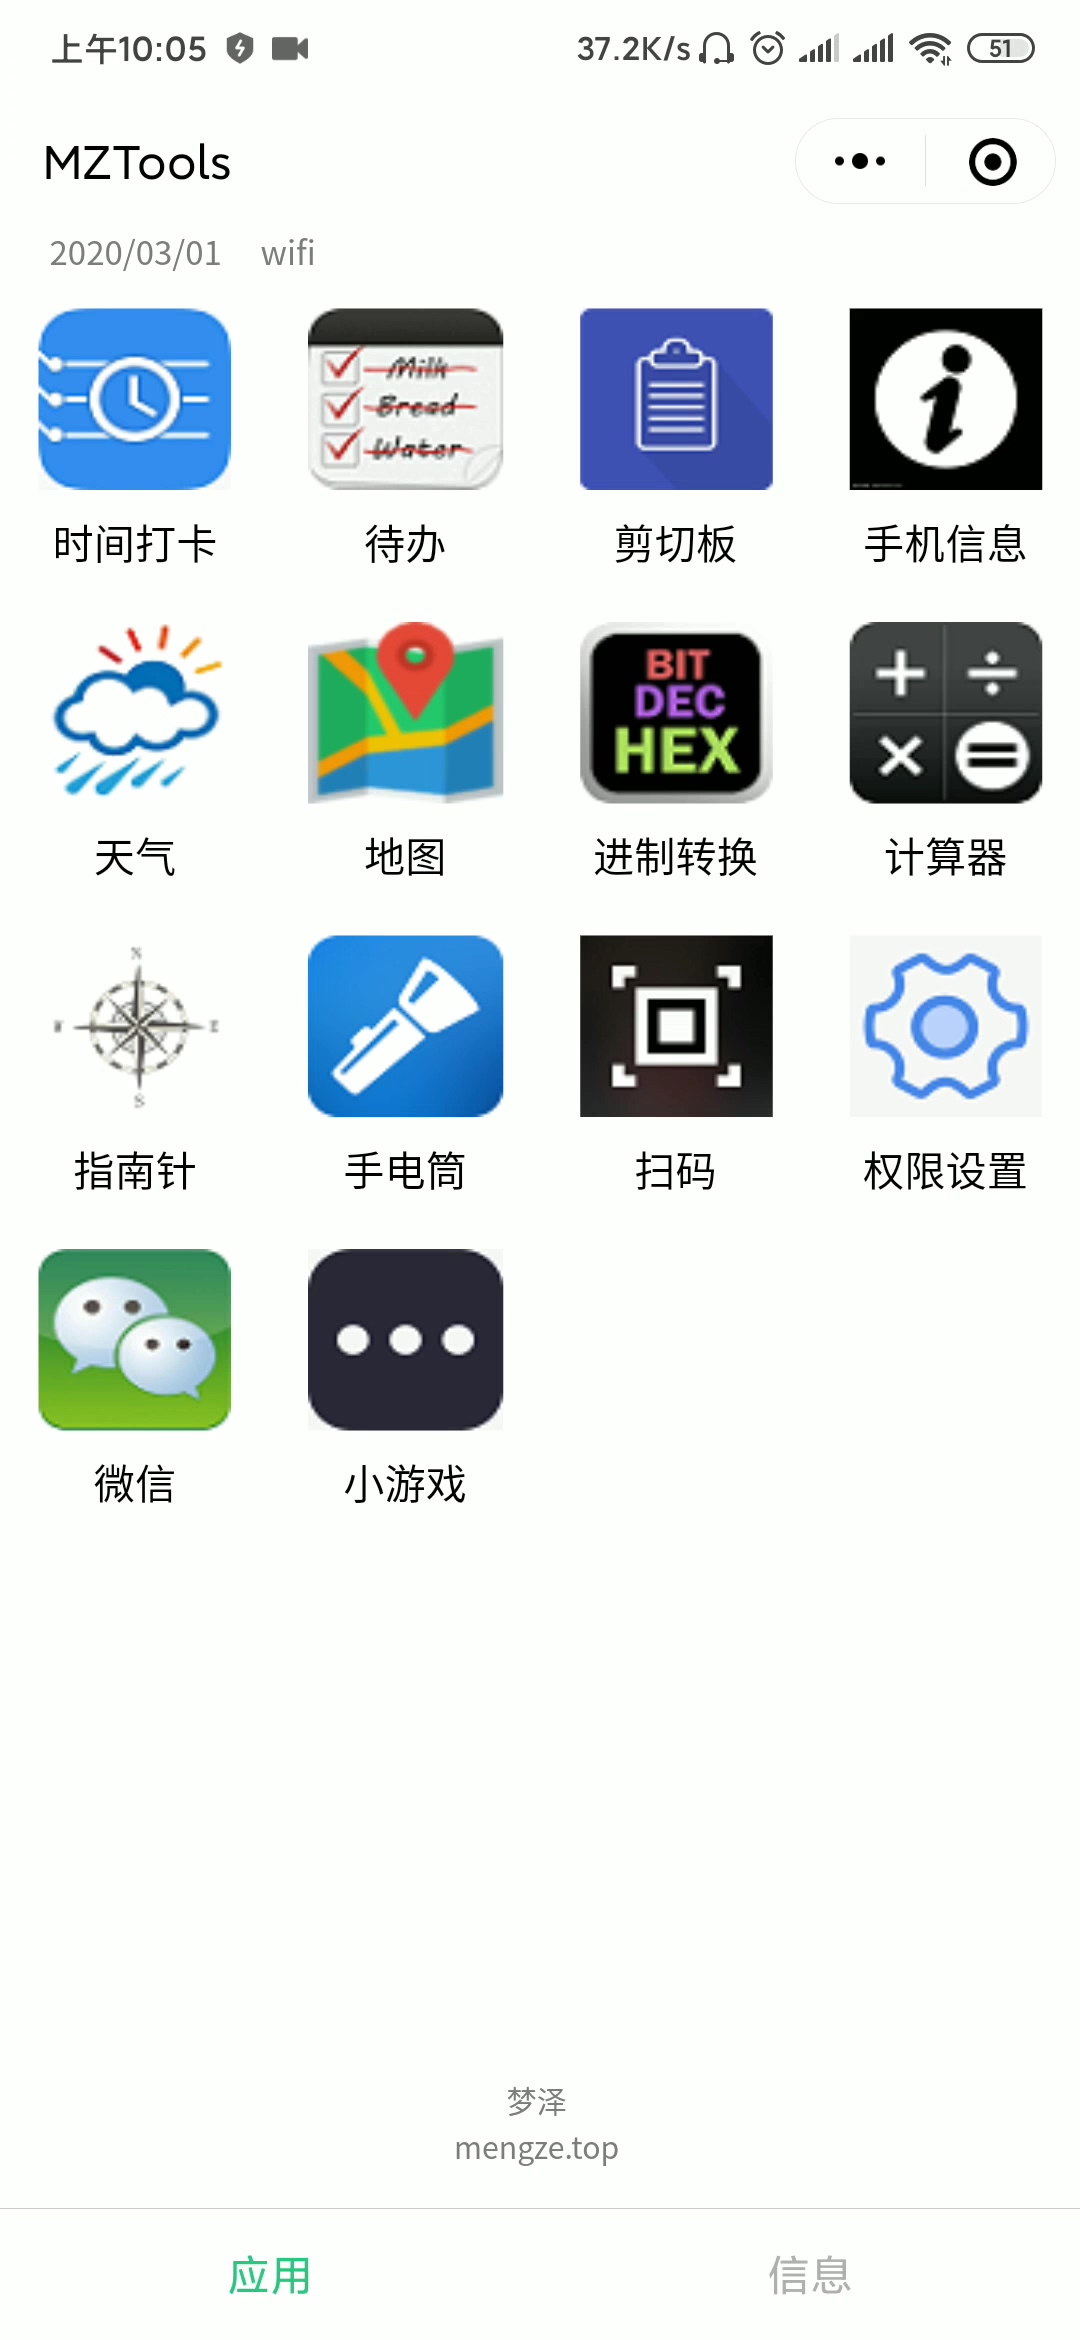 上午10:05 37.2K/s 51
MZTools
2020/03/01 wifi
Milk
Bread
Water
时间打卡 待办 剪切板 手机信息
BIT
DEC
HEX
天气 地图 进制转换 计算器
N
W E
S
指南针 手电筒 扫码 权限设置
微信 小游戏
梦泽
mengze.top
应用 信息